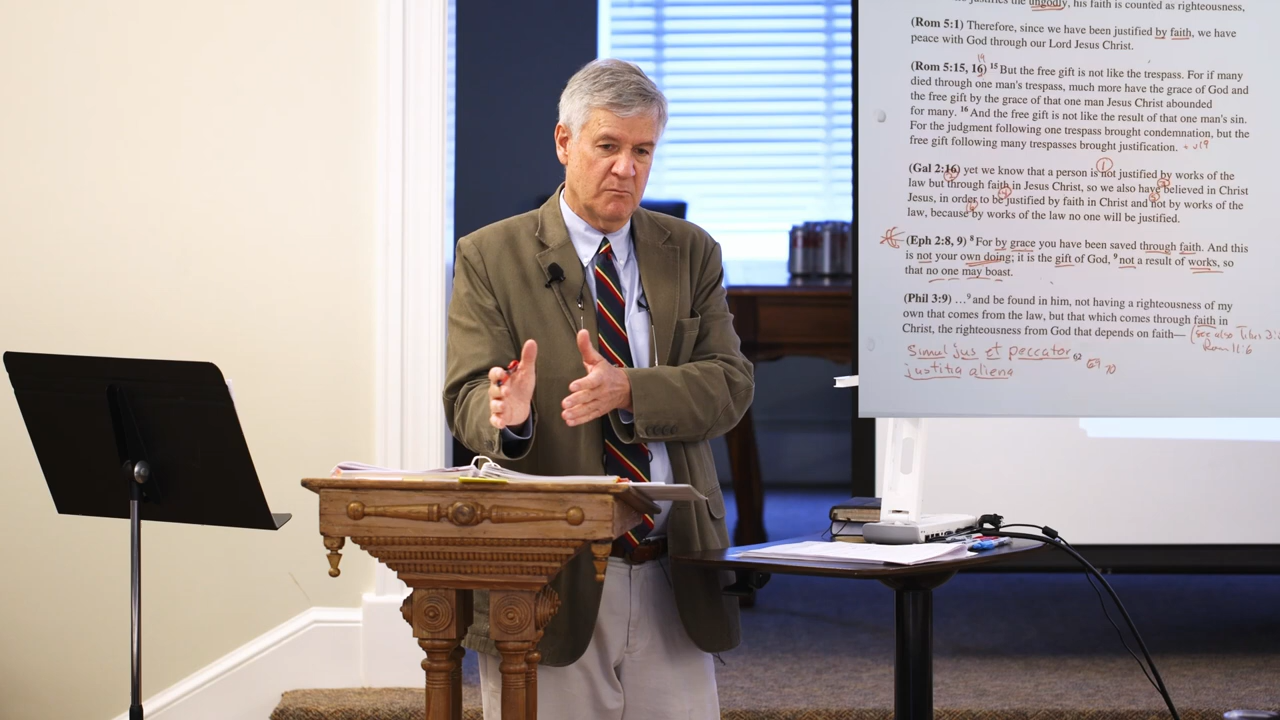 justifies the ungodly, his faith is counted as righteousness,
(Rom 5:1) Therefore, since we have been justified by faith, we have
peace with God through our Lord Jesus Christ.
(Rom 5:15, 16) 15 But the free gift is not like the trespass. For if many
died through one man's trespass, much more have the grace of God and
the free gift by the grace of that one man Jesus Christ abounded
for many. 16 And the free gift is not like the result of that one man's sin.
For the judgment following one trespass brought condemnation, but the
free gift following many trespasses brought justification. + v19
(Gal 2:16) yet we know that a person is not justified by works of the
law but through faith in Jesus Christ, so we also have believed in Christ
Jesus, in order to be justified by faith in Christ and not by works of the
law, because by works of the law no one will be justified.
(Eph 2:8, 9) 8 For by grace you have been saved through faith. And this
is not your own doing; it is the gift of God, 9 not a result of works, so
that no one may boast.
(Phil 3:9) …9 and be found in him, not having a righteousness of my
own that comes from the law, but that which comes through faith in
Christ, the righteousness from God that depends on faith— (see also Titus 3:
Rom 11:6
Simul jus et peccator 62 69 70
justitia aliena